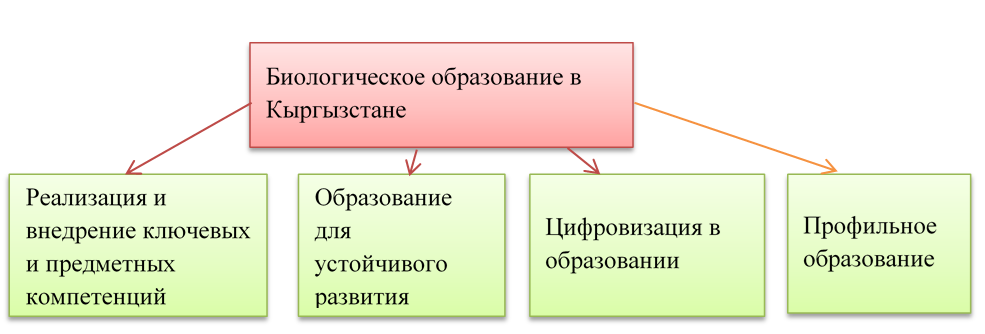 Биологическое образование в
Кыргызстане
Реализация и
внедрение ключевых
и предметных
компетенций
Образование
для
устойчивого
развития
Цифровизация в
образовании
Профильное
образование